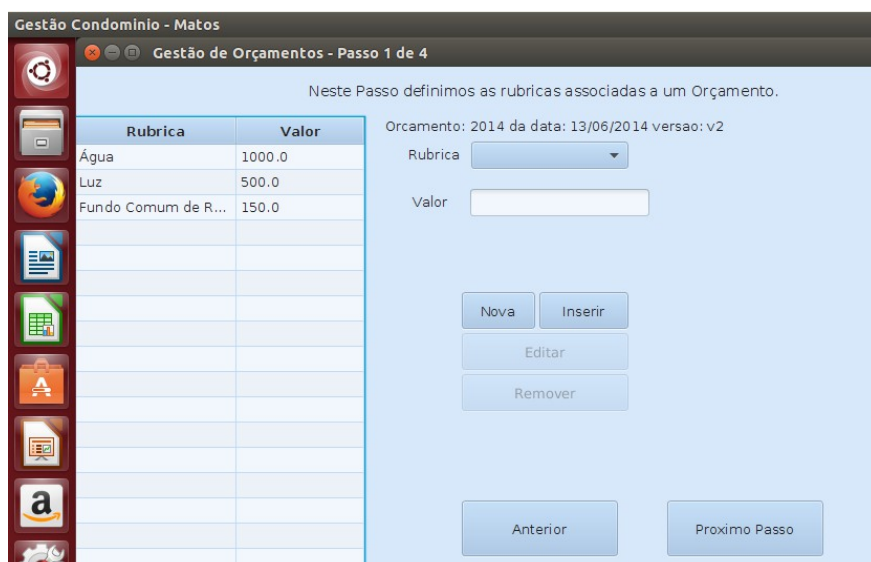 Gestão Condominio - Matos
Gestão de Orçamentos - Passo 1 de 4
Neste Passo definimos as rubricas associadas a um Orçamento.
Rubrica Valor
Água 1000.0
Luz 500.0
Fundo Comum de R... 150.0
Orcamento: 2014 da data: 13/06/2014 versao: v2
Rubrica
Valor
Nova Inserir
Editar
Remover
Anterior Proximo Passo
a